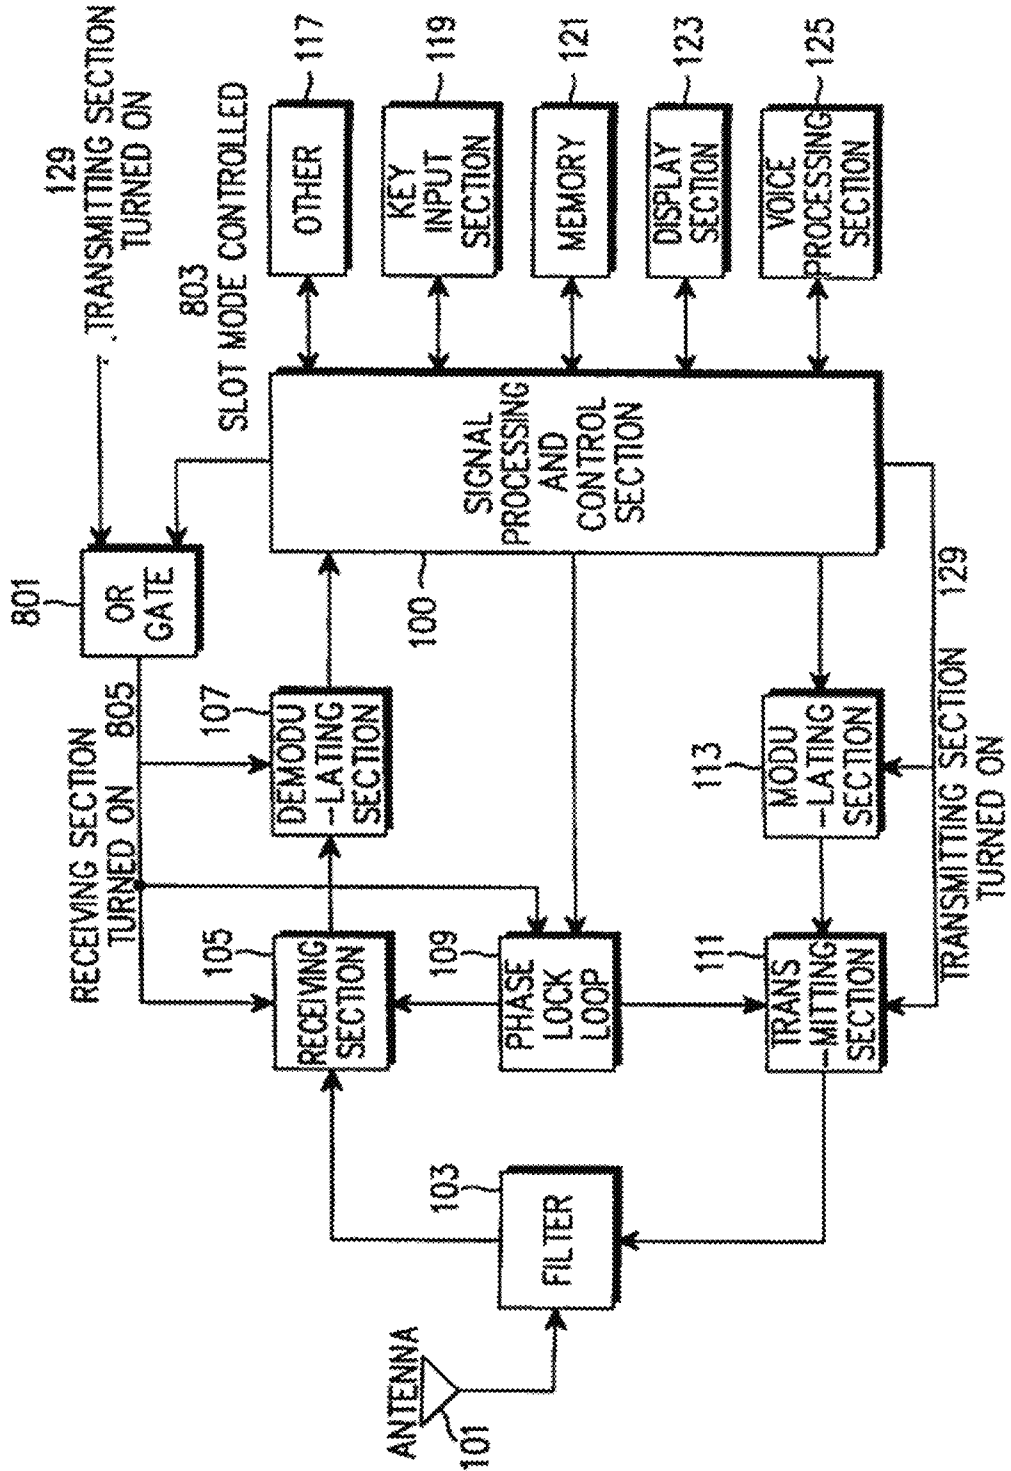 129
TRANSMITTING SECTION
TURNED ON
803
SLOT MODE CONTROLLED
801
OR
GATE
RECEIVING SECTION
TURNED ON
805
OTHER
117
KEY
INPUT
SECTION
119
MEMORY
121
DISPLAY
SECTION
123
VOICE
PROCESSING
SECTION
125
SIGNAL
PROCESSING
AND
CONTROL
SECTION
100
107
DEMODU
-LATING
SECTION
105
RECEIVING
SECTION
109
PHASE
LOCK
LOOP
113
MODU
-LATING
SECTION
111
TRANS
-MITTING
SECTION
TRANSMITTING SECTION
TURNED ON
129
103
FILTER
ANTENNA
101